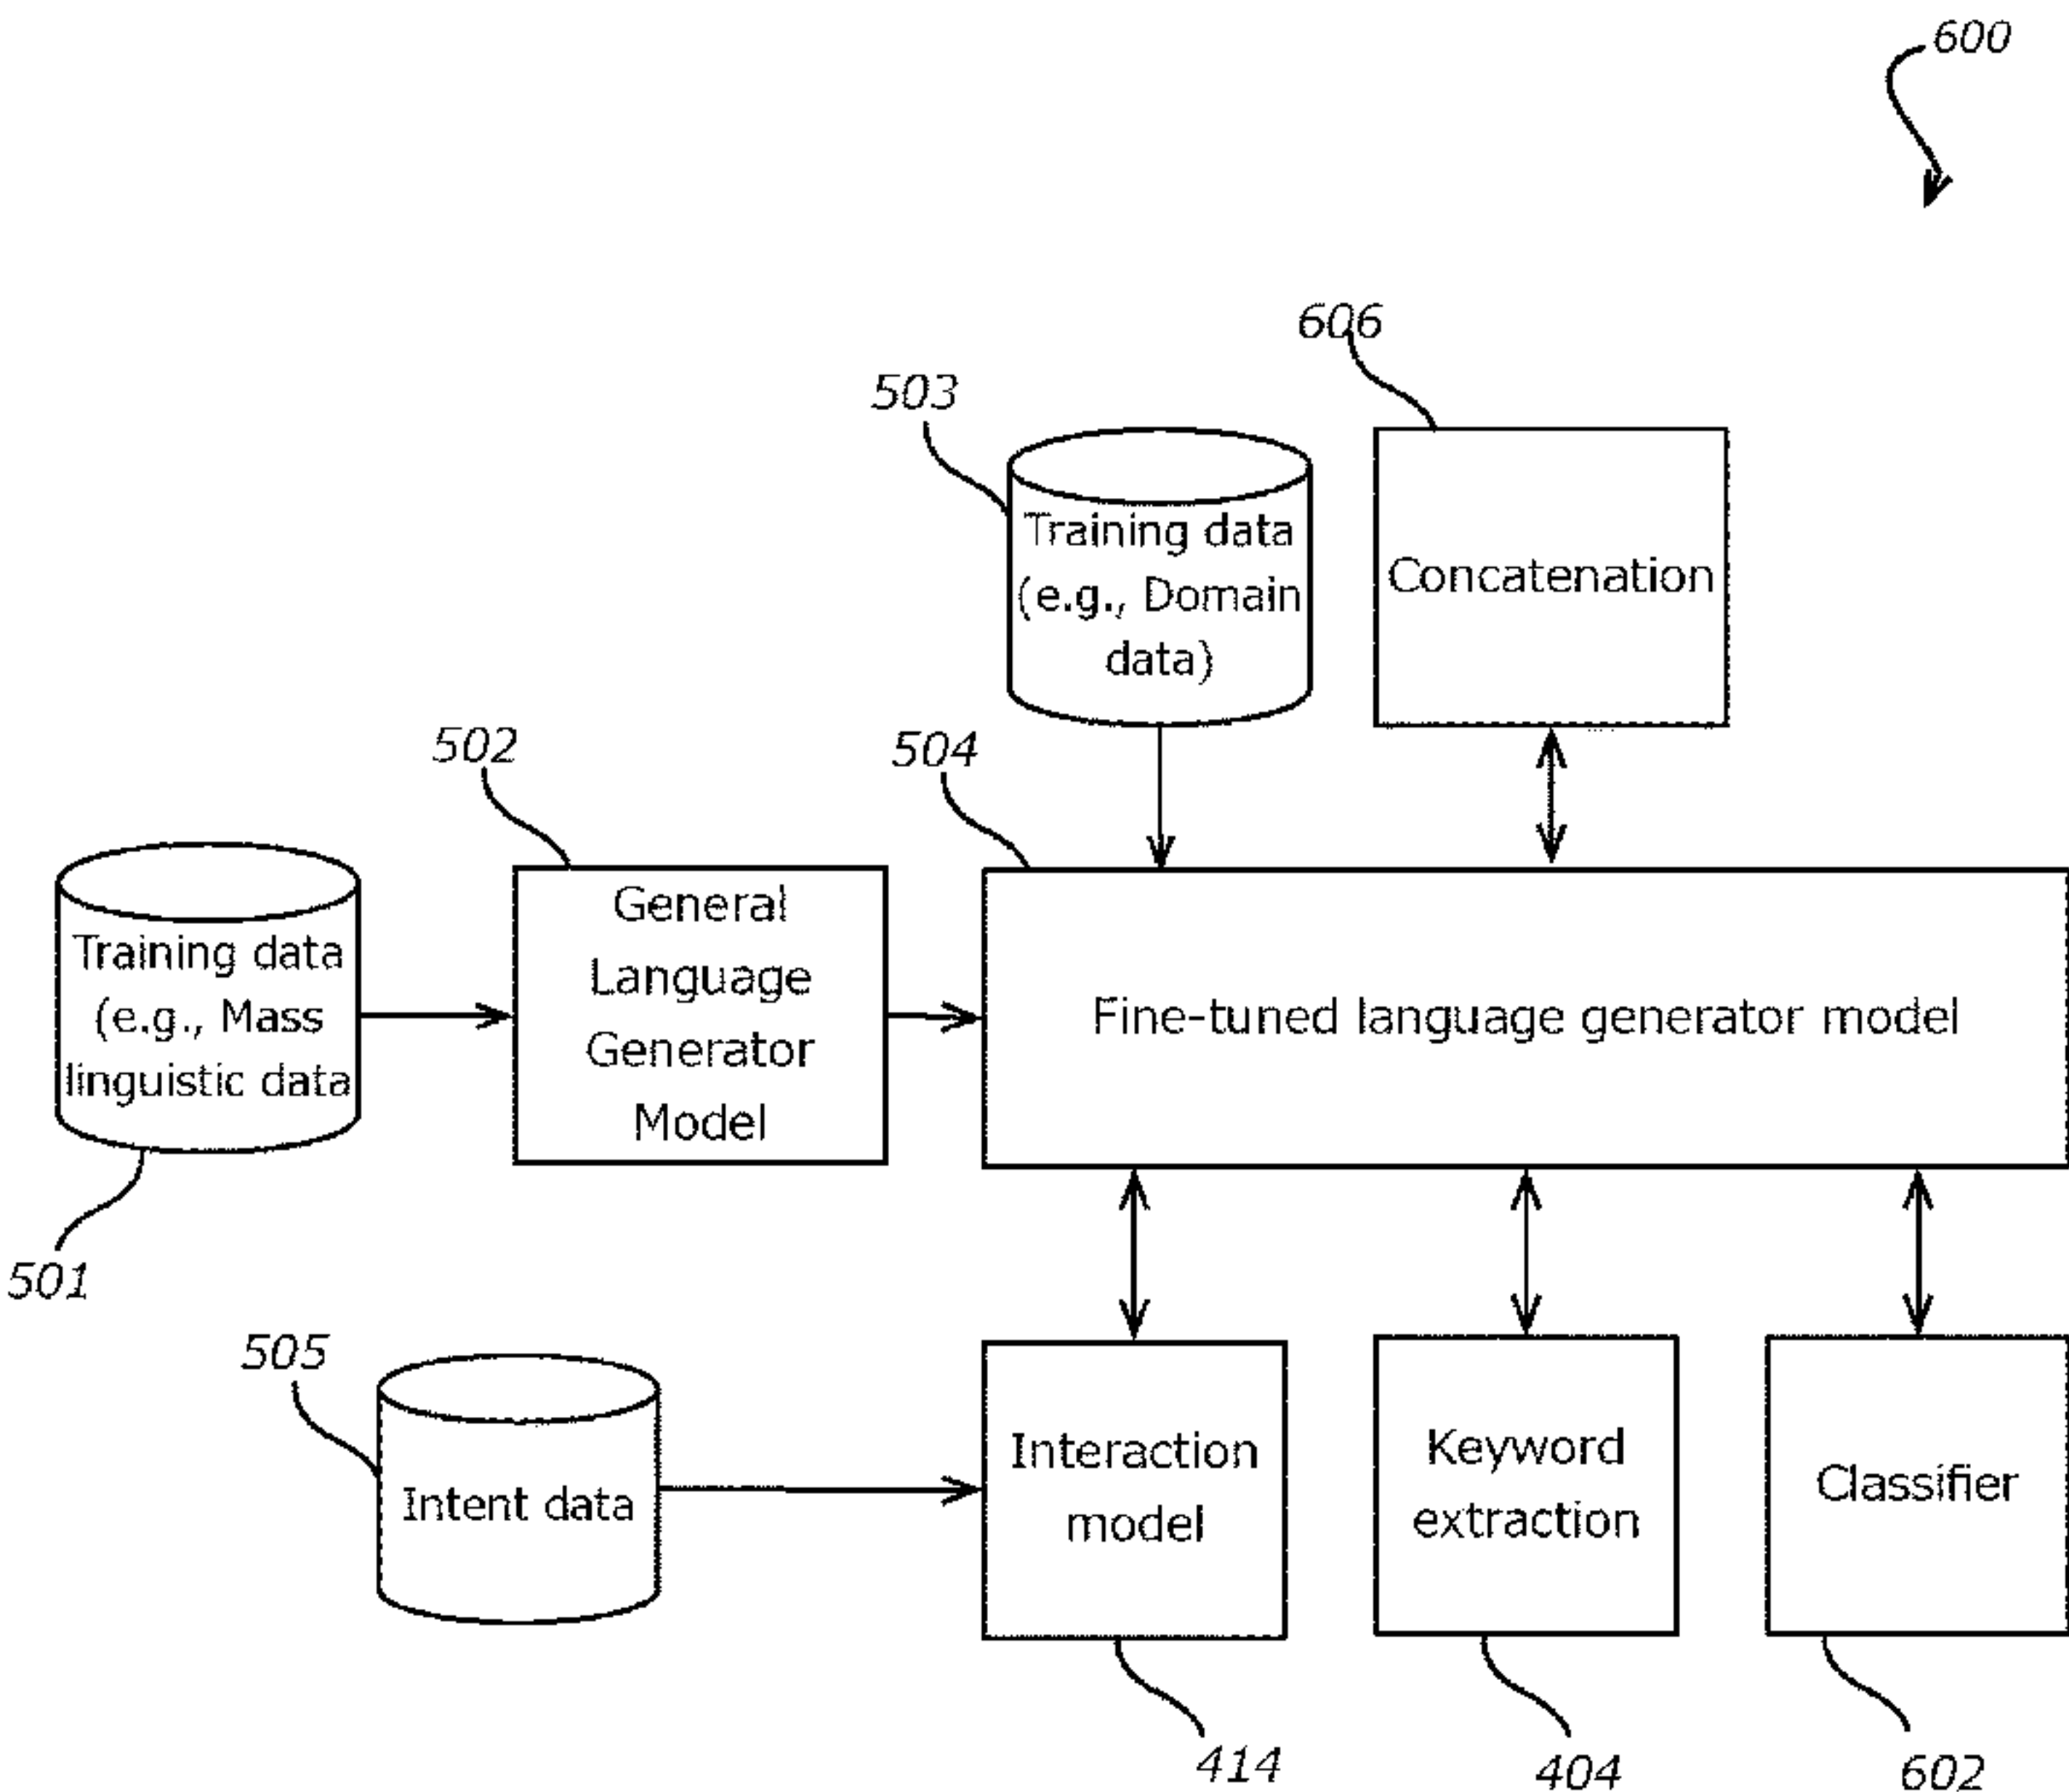 600
606
503
Training data
(e.g., Domain
data)
Concatenation
502
504
General
Language
Generator
Model
Training data
(e.g., Mass
linguistic data
Fine-tuned language generator model
501
505
Intent data
Interaction
model
Keyword
extraction
Classifier
414
404
602